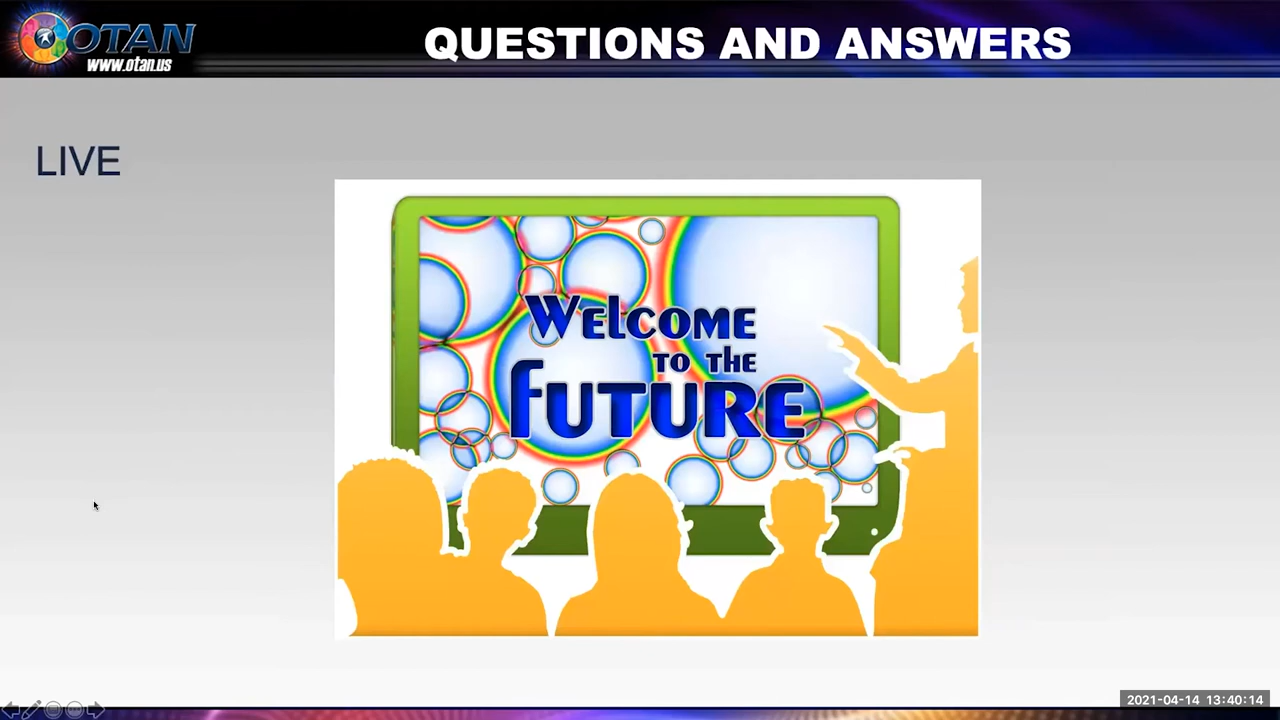 OTAN
www.otan.us
QUESTIONS AND ANSWERS
LIVE
WELCOME
TO THE
FUTURE
2021-04-14 13:40:14